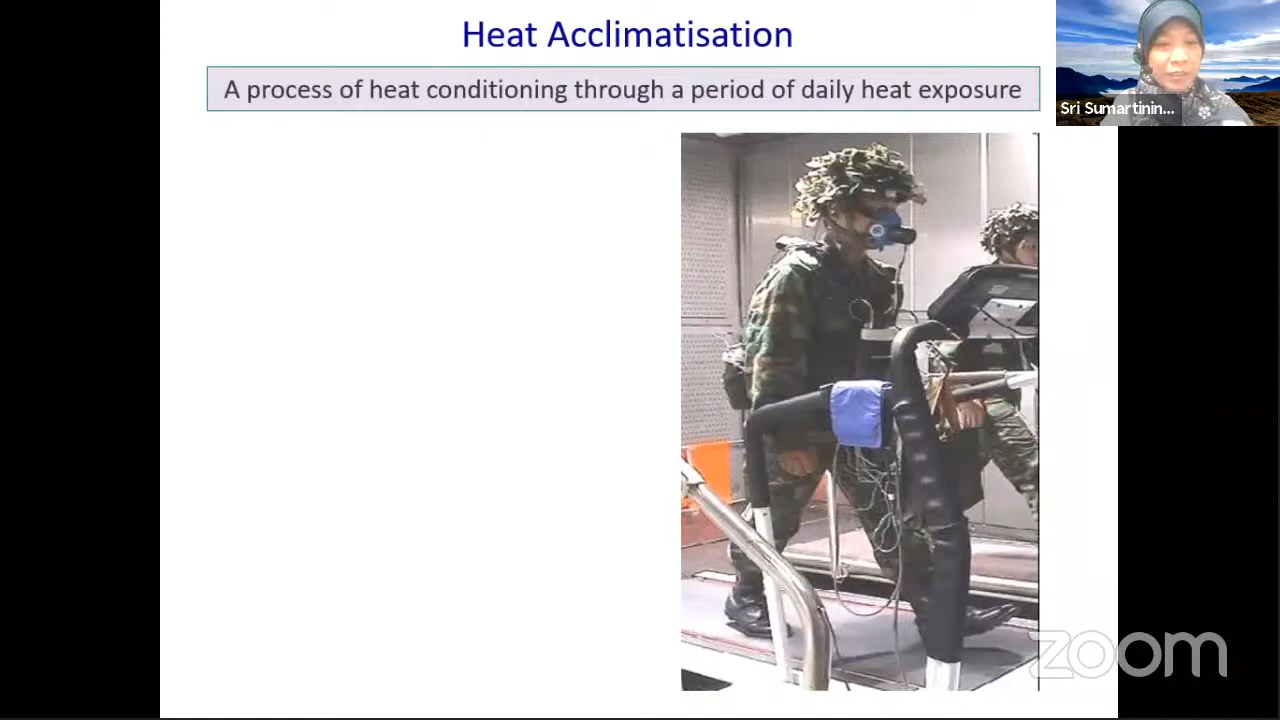 Heat Acclimatisation
A process of heat conditioning through a period of daily heat exposure
Sri Sumartinin...
zoom